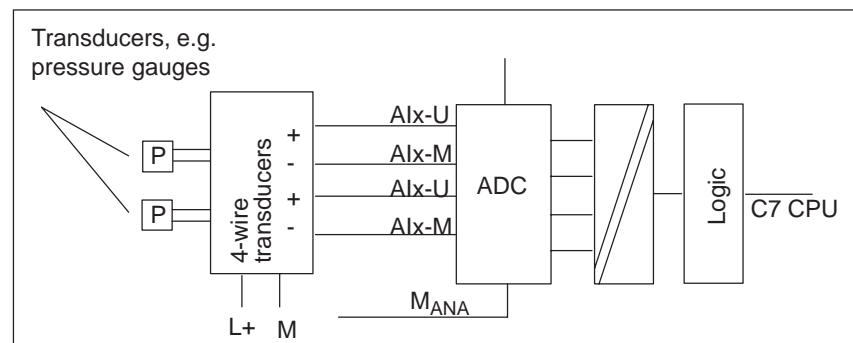 Transducers, e.g.
pressure gauges
P
P
4-wire
transducers
+
-
+
-
L+
M
AIx-U
AIx-M
AIx-U
AIx-M
MANA
ADC
Logic
C7 CPU